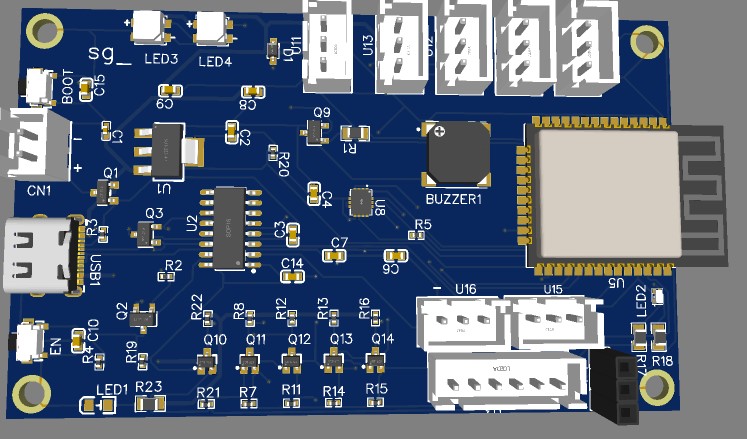 sg_
LED3
LED4
D1
U11
U13
U12
BOOT
C15
C9
C8
CN1
-
+
C1
U1
C2
Q9
R1
R20
BUZZER1
Q1
Q3
R3
U2
C4
U8
C3
R5
C7
C6
C14
USB1
R2
U5
LED2
U16
U15
-
Q2
R22
R8
R12
R13
R16
EN
C10
R4
R19
Q10
Q11
Q12
Q13
Q14
R17
R18
LED1
R23
R21
R7
R11
R14
R15